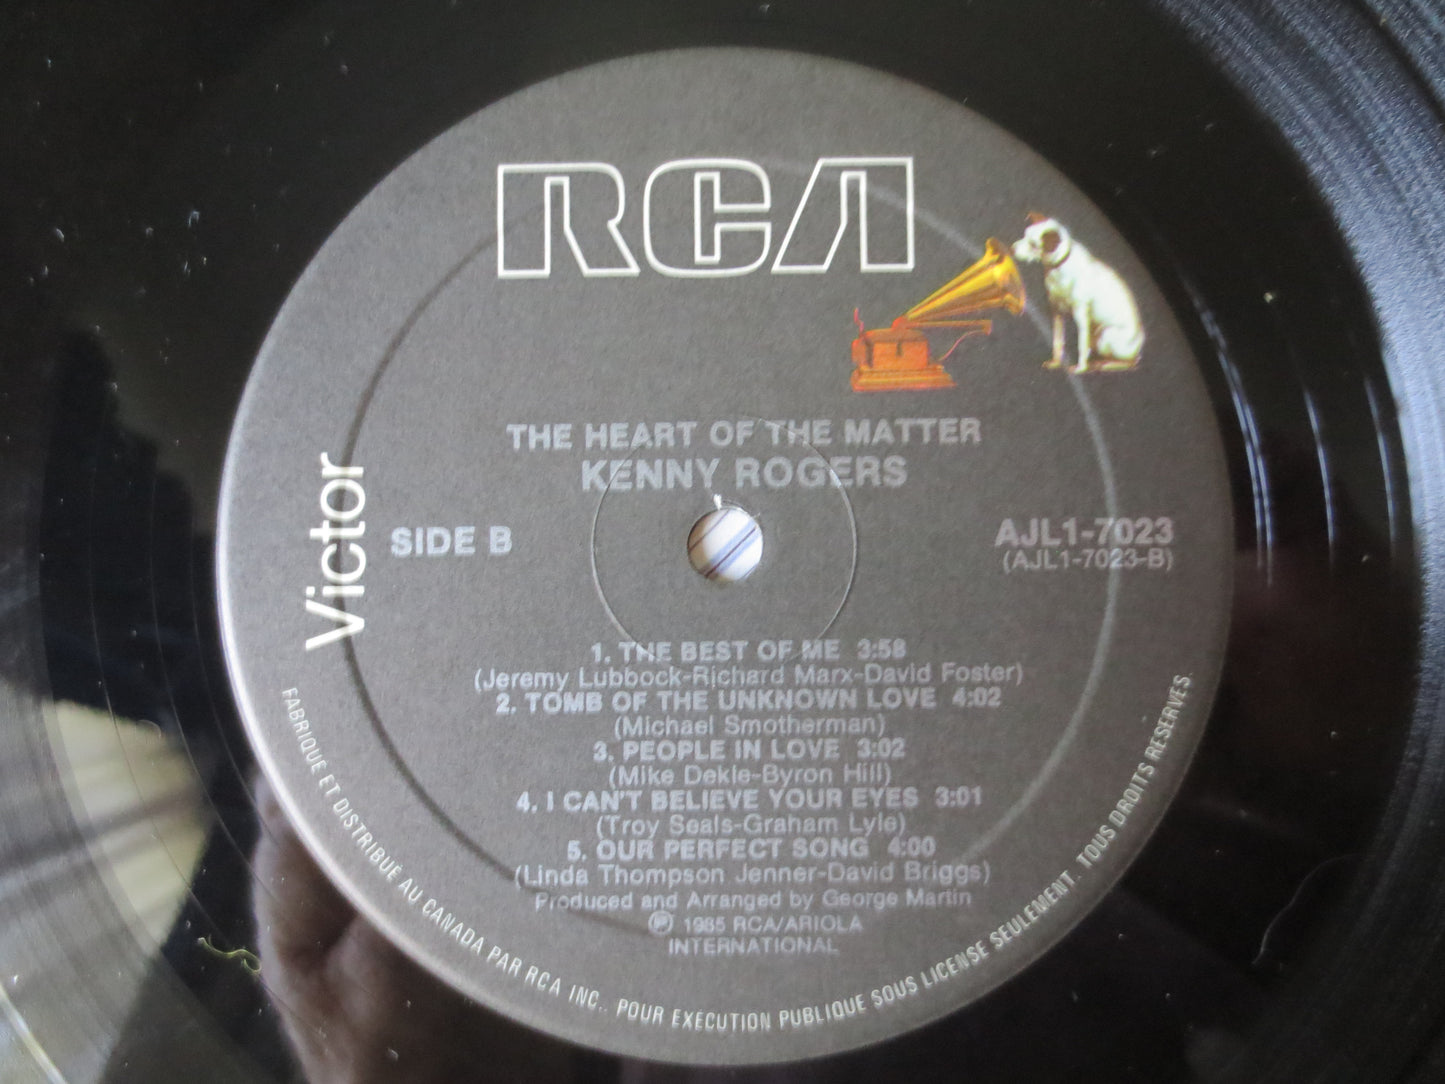 RCA
Victor
THE HEART OF THE MATTER
KENNY ROGERS
SIDE B
AJL1-7023
(AJL1-7023-B)
1. THE BEST OF ME 3:58
(Jeremy Lubbock-Richard Marx-David Foster)
2. TOMB OF THE UNKNOWN LOVE 4:02
(Michael Smotherman)
3. PEOPLE IN LOVE 3:02
(Mike Dekle-Byron Hill)
4. I CAN'T BELIEVE YOUR EYES 3:01
(Troy Seals-Graham Lyle)
5. OUR PERFECT SONG 4:00
(Linda Thompson Jenner-David Briggs)
Produced and Arranged by George Martin
℗ 1985 RCA/ARIOLA
INTERNATIONAL
FABRIQUE ET DISTRIBUE AU CANADA PAR RCA INC., POUR EXÉCUTION PUBLIQUE SOUS LICENSE SEULEMENT. TOUS DROITS RESERVES.